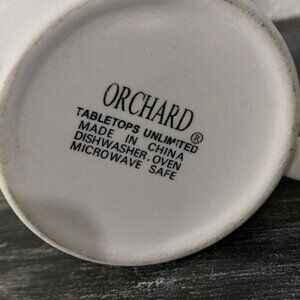 ORCHARD
TABLETOPS UNLIMITED®
MADE IN CHINA
DISHWASHER.OVEN
MICROWAVE SAFE